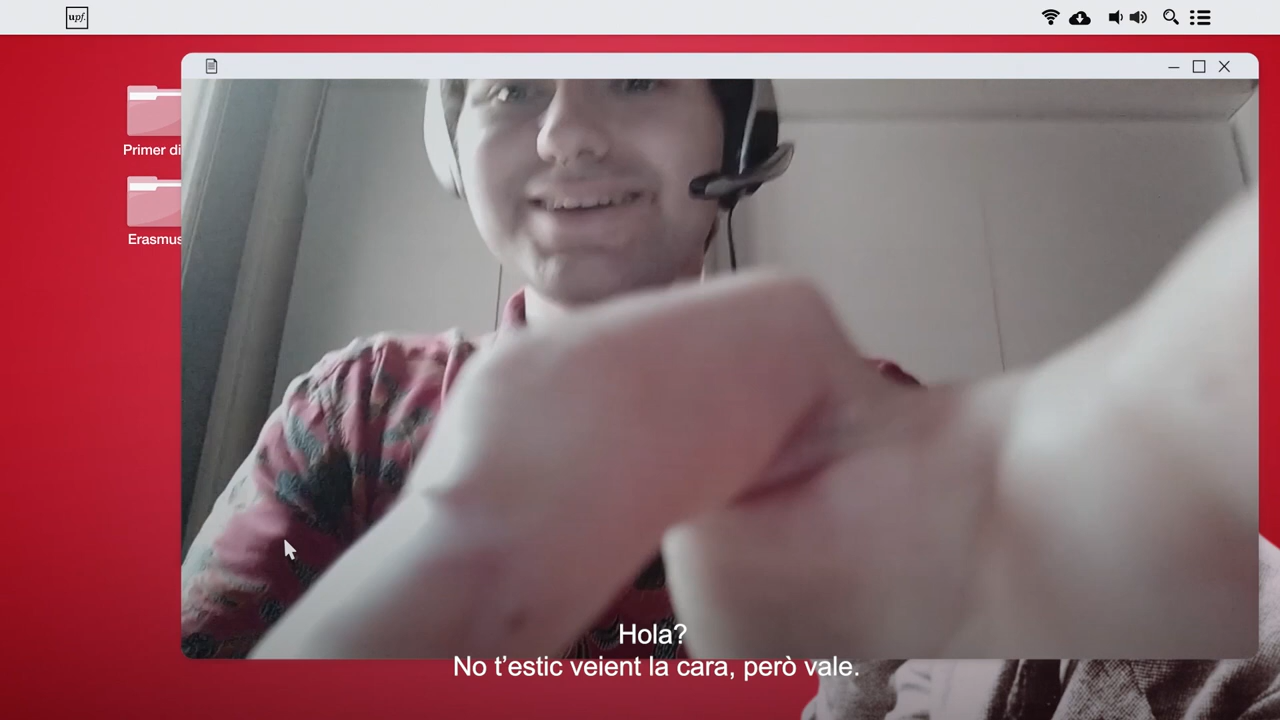 upf.
Primer di
Erasmus
Hola?
No t’estic veient la cara, però vale.